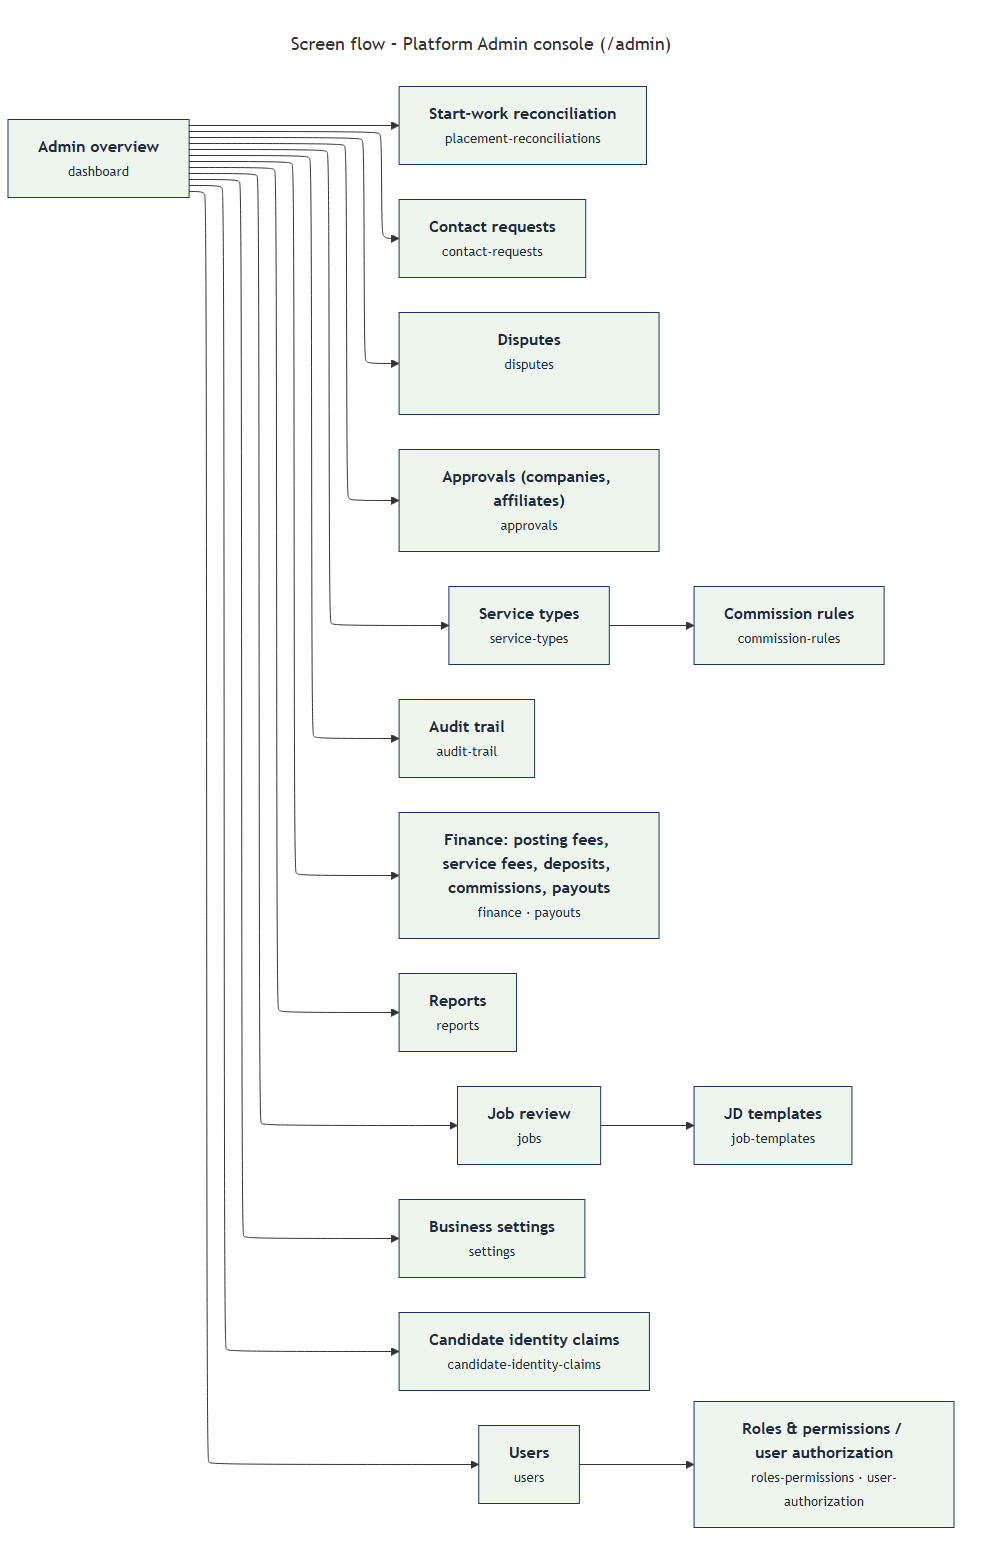 Screen flow - Platform Admin console (/admin)
Admin overview
dashboard
Start-work reconciliation
placement-reconciliations
Contact requests
contact-requests
Disputes
disputes
Approvals (companies,
affiliates)
approvals
Service types
service-types
Commission rules
commission-rules
Audit trail
audit-trail
Finance: posting fees,
service fees, deposits,
commissions, payouts
finance · payouts
Reports
reports
Job review
jobs
JD templates
job-templates
Business settings
settings
Candidate identity claims
candidate-identity-claims
Users
users
Roles & permissions /
user authorization
roles-permissions · user-
authorization